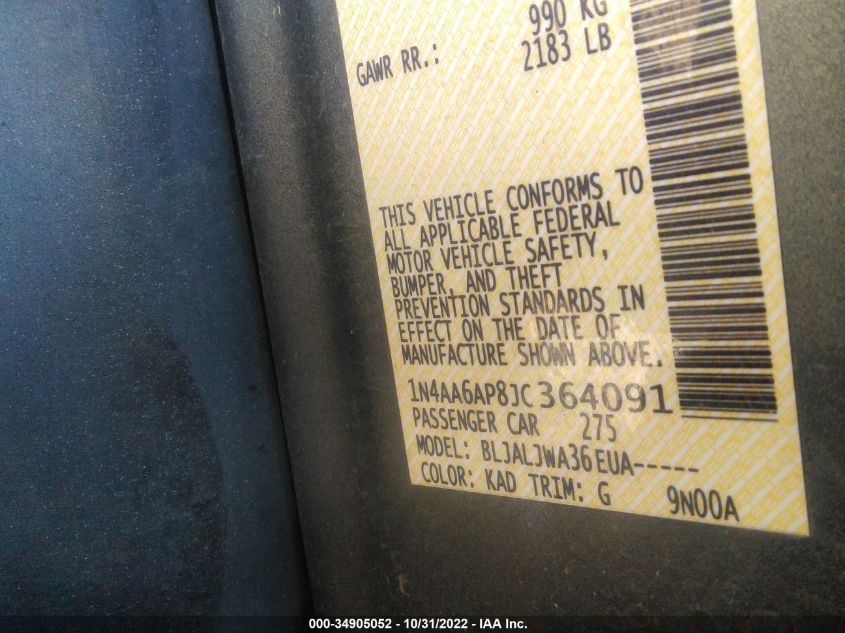 990 KG
GAWR RR.: 2183 LB
THIS VEHICLE CONFORMS TO
ALL APPLICABLE FEDERAL
MOTOR VEHICLE SAFETY,
BUMPER, AND THEFT
PREVENTION STANDARDS IN
EFFECT ON THE DATE OF
MANUFACTURE SHOWN ABOVE.
1N4AA6AP8JC364091
PASSENGER CAR 275
MODEL: BLJALJWA36EUA-----
COLOR: KAD TRIM: G 9N00A
000-34905052 - 10/31/2022 - IAA Inc.